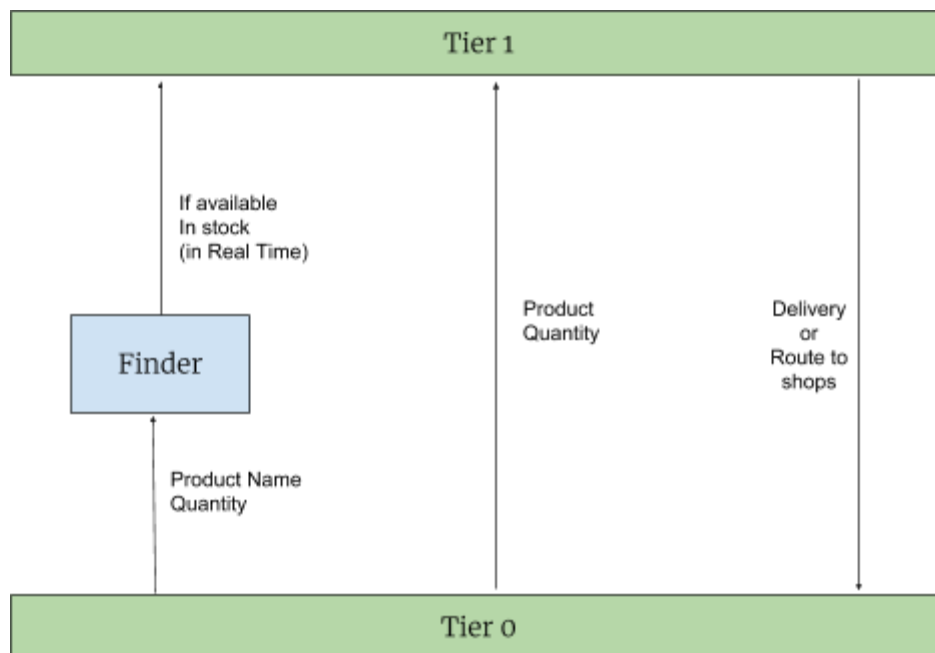 Tier 1
If available
In stock
(in Real Time)
Finder
Product Name
Quantity
Product
Quantity
Delivery
or
Route to
shops
Tier 0